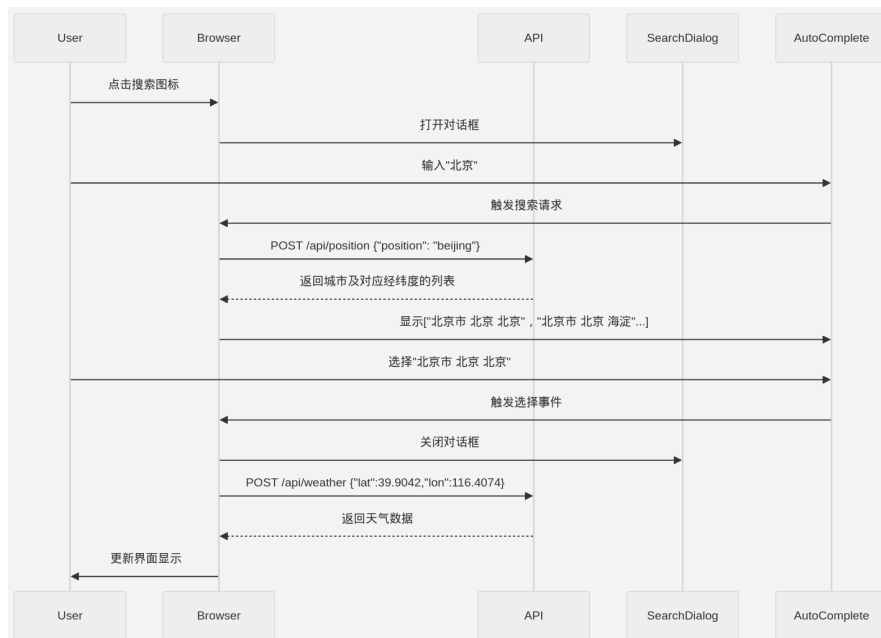 User Browser API SearchDialog AutoComplete
点击搜索图标
打开对话框
输入"北京"
触发搜索请求
POST /api/position {"position": "beijing"}
返回城市及对应经纬度的列表
显示["北京市 北京 北京"，"北京市 北京 海淀"...]
选择"北京市 北京 北京"
触发选择事件
关闭对话框
POST /api/weather {"lat":39.9042,"lon":116.4074}
返回天气数据
更新界面显示
User Browser API SearchDialog AutoComplete